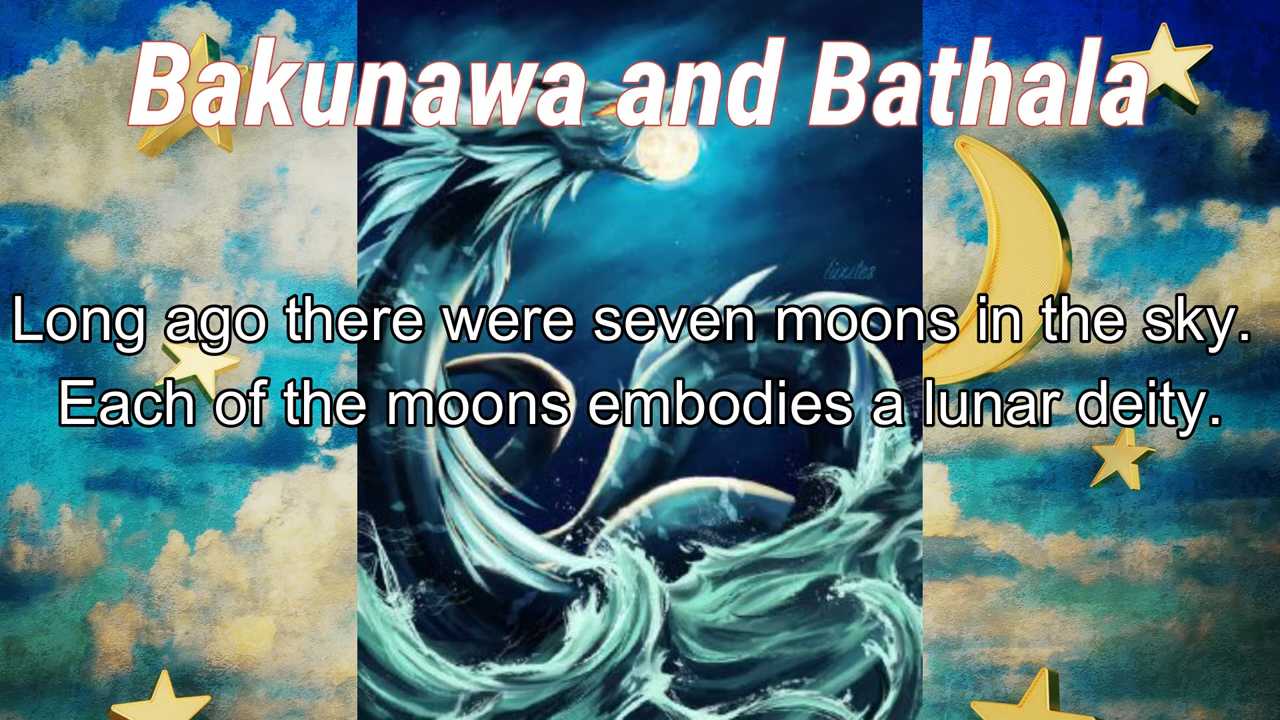 Bakunawa and Bathala
Long ago there were seven moons in the sky.
Each of the moons embodies a lunar deity.